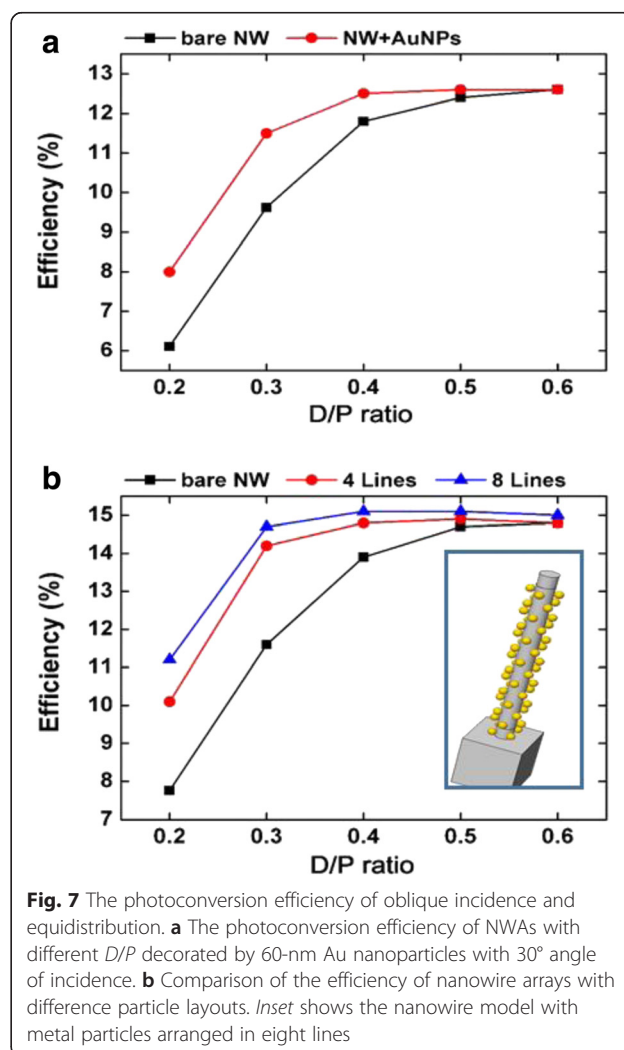 a
bare NW NW+AuNPs
13
12
11
10
9
8
7
6
Efficiency (%)
0.2 0.3 0.4 0.5 0.6
D/P ratio
b
bare NW 4 Lines 8 Lines
15
14
13
12
11
10
9
8
7
Efficiency (%)
0.2 0.3 0.4 0.5 0.6
D/P ratio
Fig. 7 The photoconversion efficiency of oblique incidence and
equidistribution. a The photoconversion efficiency of NWAs with
different D/P decorated by 60-nm Au nanoparticles with 30° angle
of incidence. b Comparison of the efficiency of nanowire arrays with
difference particle layouts. Inset shows the nanowire model with
metal particles arranged in eight lines